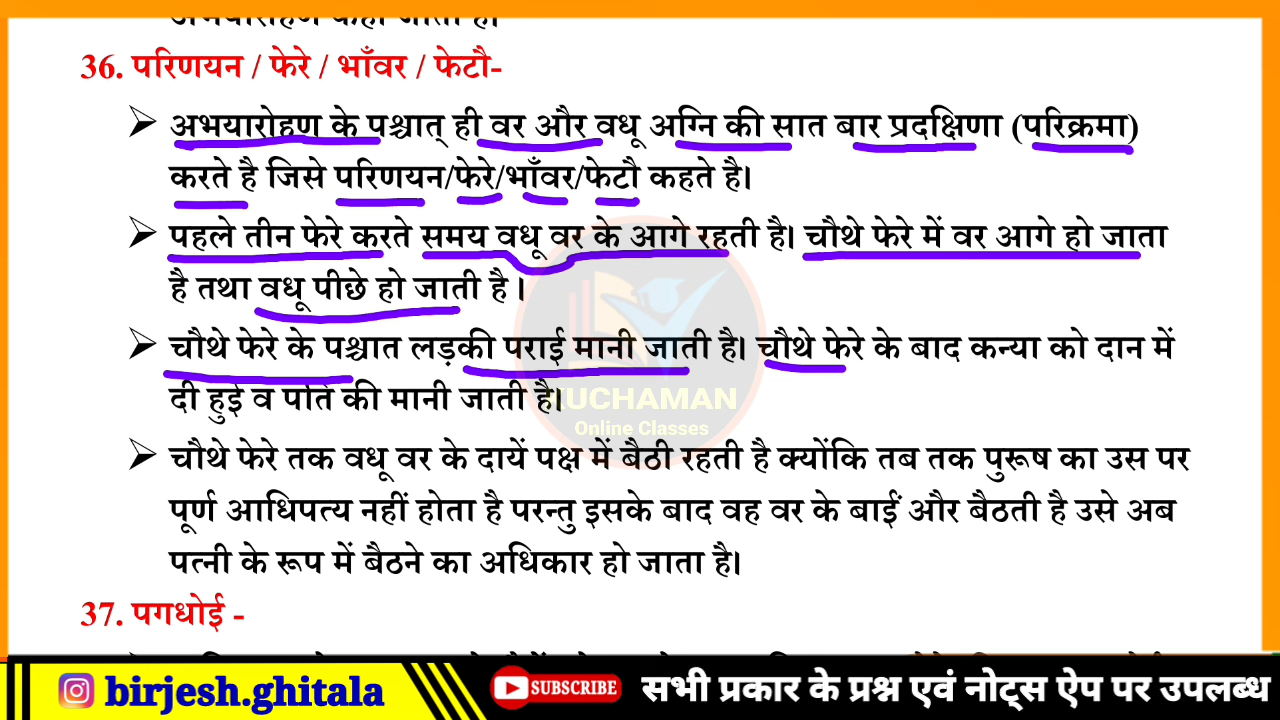 36. परिणयन / फेरे / भाँवर / फेटौ-
➢ अभयारोहण के पश्चात् ही वर और वधू अग्नि की सात बार प्रदक्षिणा (परिक्रमा)
करते है जिसे परिणयन/फेरे/भाँवर/फेटौ कहते है।
➢ पहले तीन फेरे करते समय वधू वर के आगे रहती है। चौथे फेरे में वर आगे हो जाता
है तथा वधू पीछे हो जाती है ।
➢ चौथे फेरे के पश्चात लड़की पराई मानी जाती है। चौथे फेरे के बाद कन्या को दान में
दी हुई व पति की मानी जाती है।
KUCHAMAN
Online Classes
➢ चौथे फेरे तक वधू वर के दायें पक्ष में बैठी रहती है क्योंकि तब तक पुरूष का उस पर
पूर्ण आधिपत्य नहीं होता है परन्तु इसके बाद वह वर के बाईं और बैठती है उसे अब
पत्नी के रूप में बैठने का अधिकार हो जाता है।
37. पगधोई -
birjesh.ghitala SUBSCRIBE सभी प्रकार के प्रश्न एवं नोट्स ऐप पर उपलब्ध